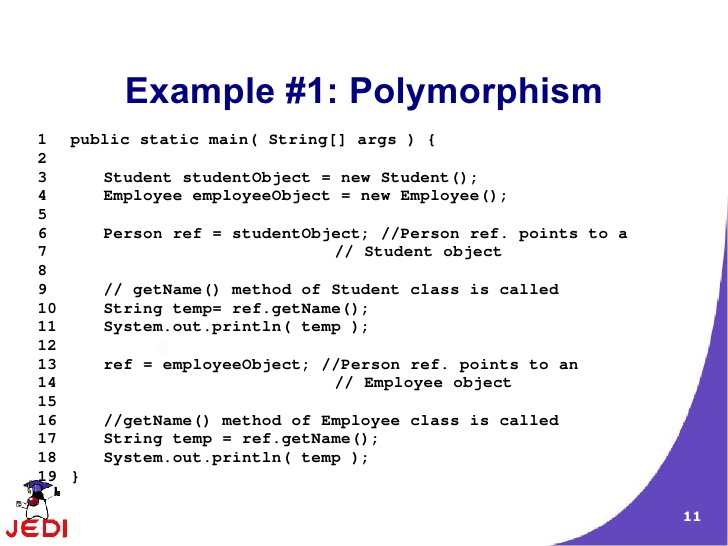 Example #1: Polymorphism
1 public static main( String[] args ) {
2
3 Student studentObject = new Student();
4 Employee employeeObject = new Employee();
5
6 Person ref = studentObject; //Person ref. points to a
7 // Student object
8
9 // getName() method of Student class is called
10 String temp= ref.getName();
11 System.out.println( temp );
12
13 ref = employeeObject; //Person ref. points to an
14 // Employee object
15
16 //getName() method of Employee class is called
17 String temp = ref.getName();
18 System.out.println( temp );
19 }
JEDI
11